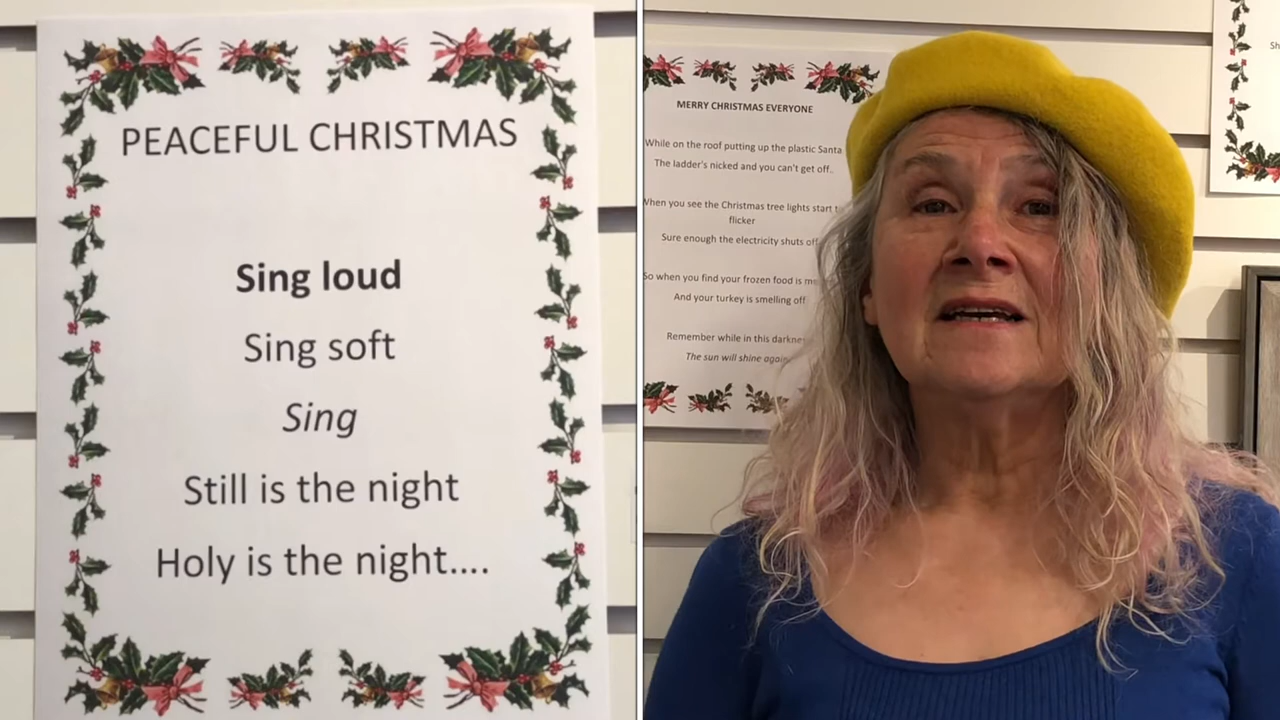 PEACEFUL CHRISTMAS
Sing loud
Sing soft
Sing
Still is the night
Holy is the night....
MERRY CHRISTMAS EVERYONE
While on the roof putting up the plastic Santa
The ladder's nicked and you can't get off..
When you see the Christmas tree lights start
flicker
Sure enough the electricity shuts off
So when you find your frozen food is
And your turkey is smelling off
Remember while in this
The sun will shine